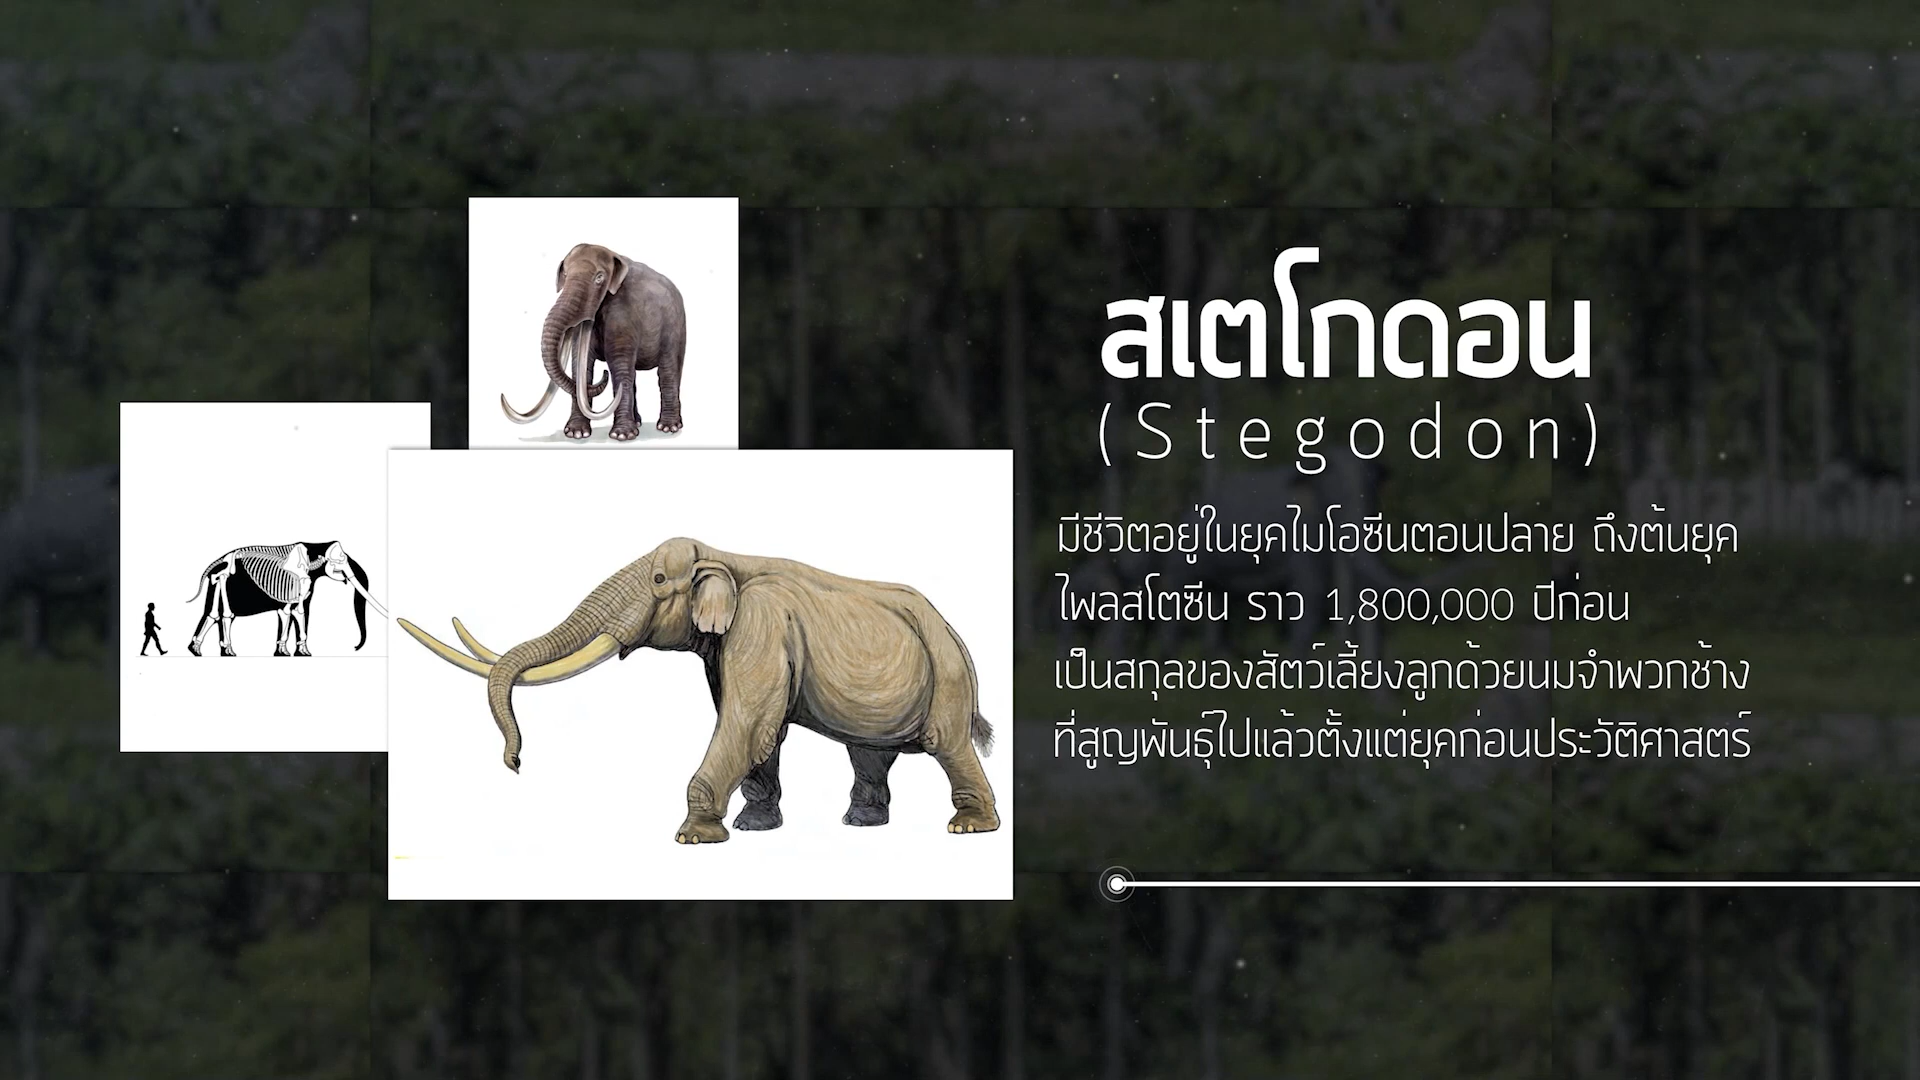 สเตโกดอน
(Stegodon)
มีชีวิตอยู่ในยุคไมโอซีนตอนปลาย ถึงต้นยุค
ไพลสโตซีน ราว 1,800,000 ปีก่อน
เป็นสกุลของสัตว์เลี้ยงลูกด้วยนมจำพวกช้าง
ที่สูญพันธุ์ไปแล้วตั้งแต่ยุคก่อนประวัติศาสตร์